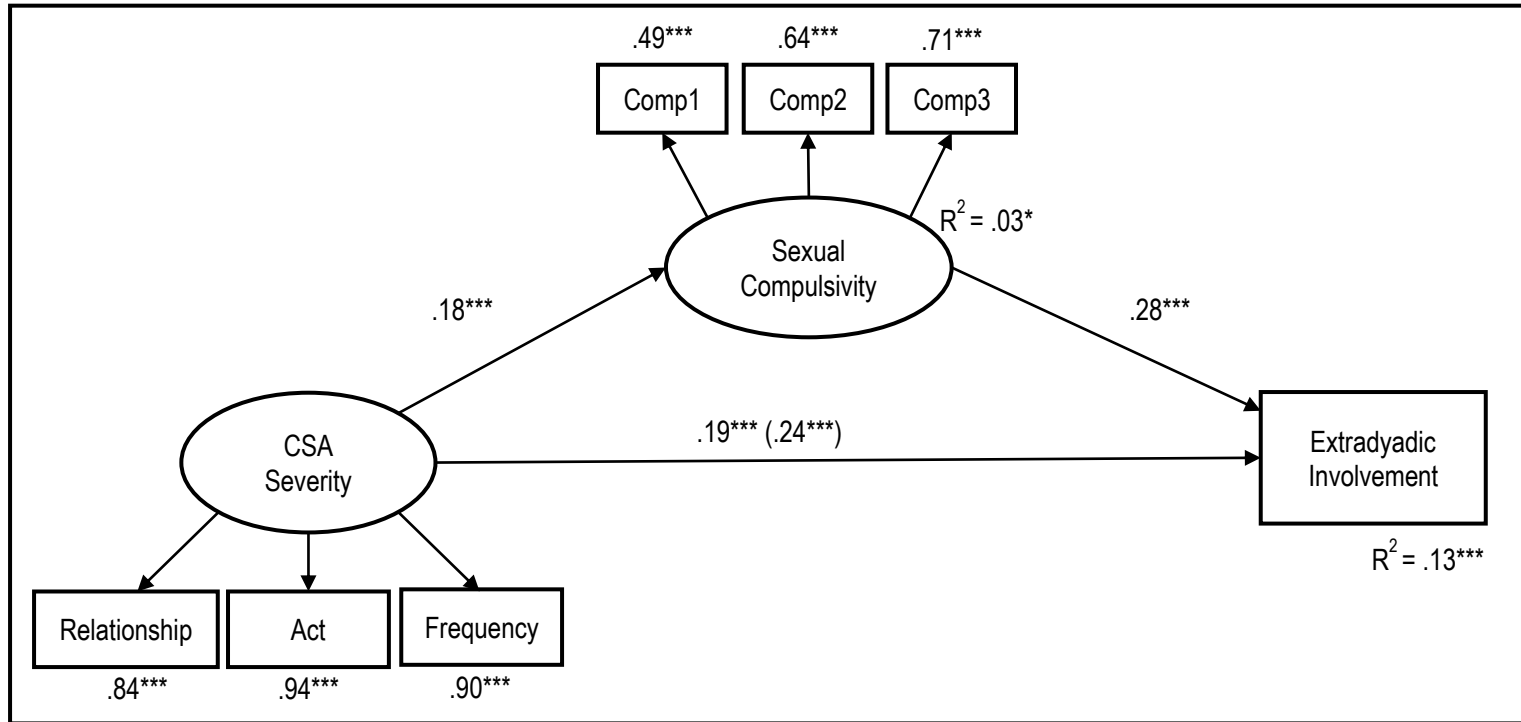 .49***
.64***
.71***
Comp1
Comp2
Comp3
R² = .03*
Sexual
Compulsivity
.18***
.28***
.19*** (.24***)
CSA
Severity
Extradyadic
Involvement
R² = .13***
Relationship
Act
Frequency
.84***
.94***
.90***